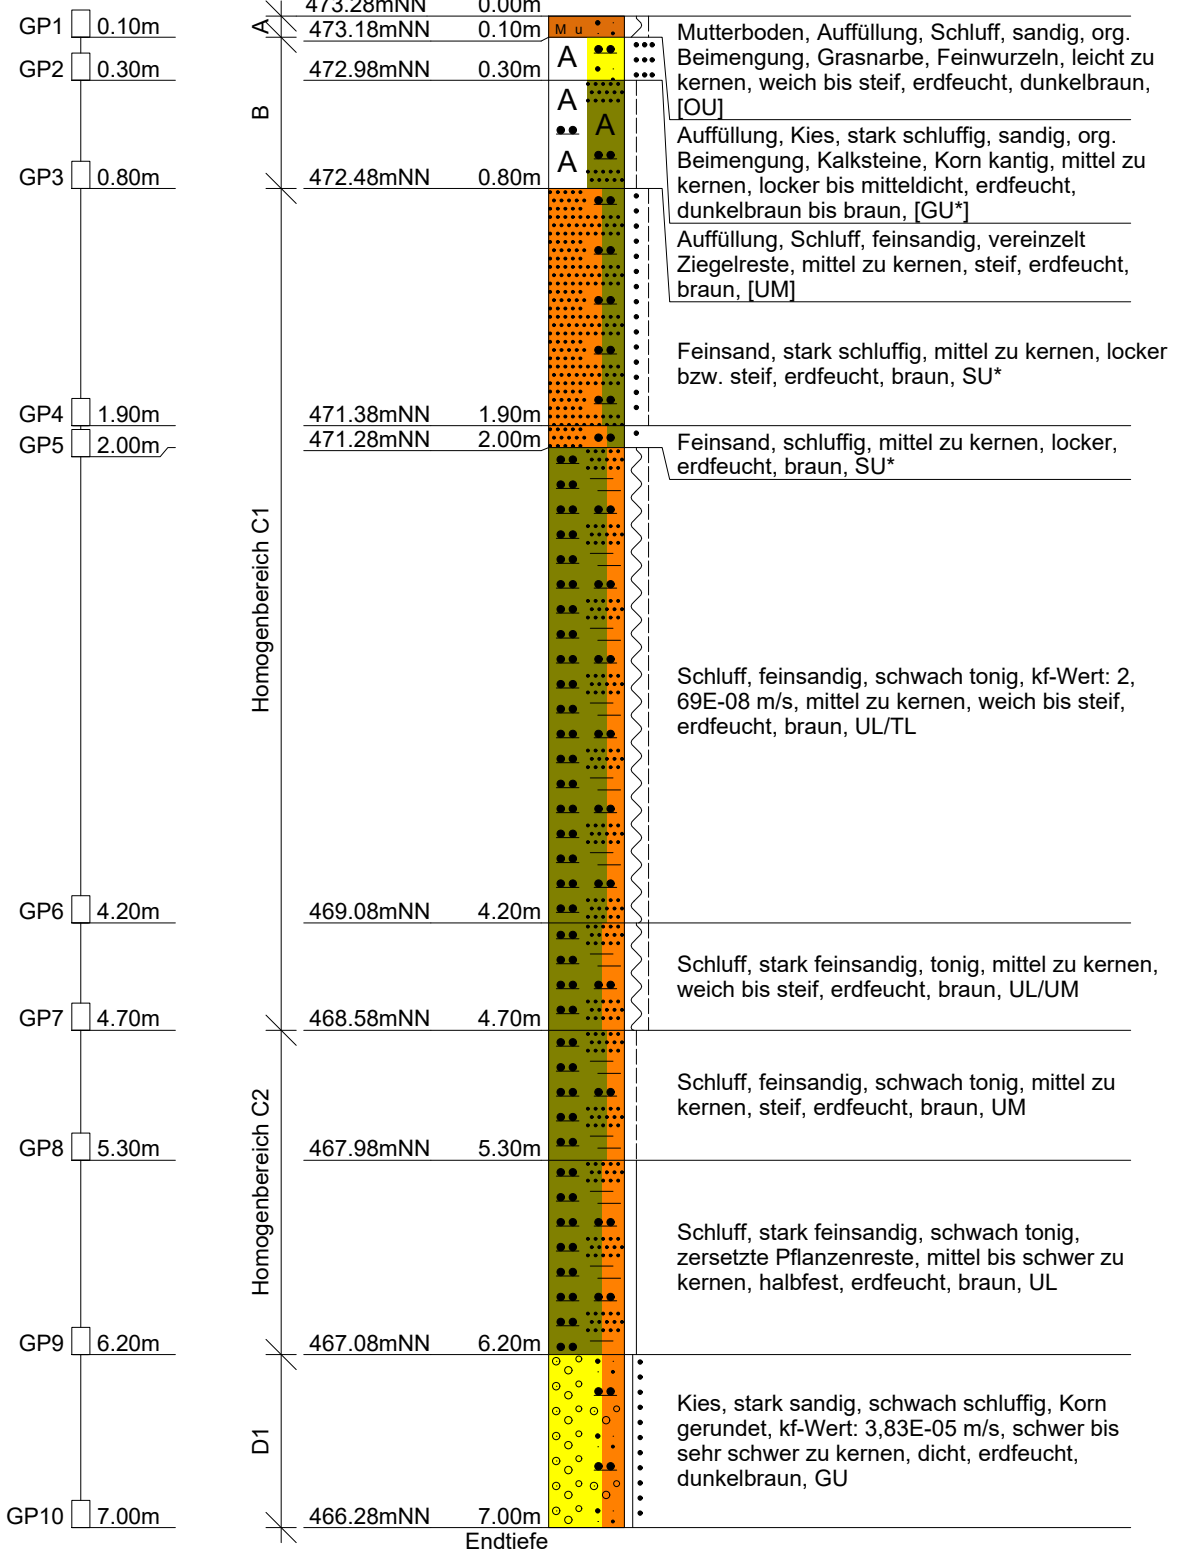 473.28mNN 0.00m
GP1 0.10m A 473.18mNN 0.10m Mu
Mutterboden, Auffüllung, Schluff, sandig, org.
Beimengung, Grasnarbe, Feinwurzeln, leicht zu
kernen, weich bis steif, erdfeucht, dunkelbraun,
[OU]
GP2 0.30m 472.98mNN 0.30m A
B
A
A
A
Auffüllung, Kies, stark schluffig, sandig, org.
Beimengung, Kalksteine, Korn kantig, mittel zu
kernen, locker bis mitteldicht, erdfeucht,
dunkelbraun bis braun, [GU*]
GP3 0.80m 472.48mNN 0.80m
Auffüllung, Schluff, feinsandig, vereinzelt
Ziegelreste, mittel zu kernen, steif, erdfeucht,
braun, [UM]
Feinsand, stark schluffig, mittel zu kernen, locker
bzw. steif, erdfeucht, braun, SU*
GP4 1.90m 471.38mNN 1.90m
GP5 2.00m 471.28mNN 2.00m
Feinsand, schluffig, mittel zu kernen, locker,
erdfeucht, braun, SU*
Homogenbereich C1
Schluff, feinsandig, schwach tonig, kf-Wert: 2,
69E-08 m/s, mittel zu kernen, weich bis steif,
erdfeucht, braun, UL/TL
GP6 4.20m 469.08mNN 4.20m
Schluff, stark feinsandig, tonig, mittel zu kernen,
weich bis steif, erdfeucht, braun, UL/UM
GP7 4.70m 468.58mNN 4.70m
Schluff, feinsandig, schwach tonig, mittel zu
kernen, steif, erdfeucht, braun, UM
GP8 5.30m 467.98mNN 5.30m
Homogenbereich C2
Schluff, stark feinsandig, schwach tonig,
zersetzte Pflanzenreste, mittel bis schwer zu
kernen, halbfest, erdfeucht, braun, UL
GP9 6.20m 467.08mNN 6.20m
D1
Kies, stark sandig, schwach schluffig, Korn
gerundet, kf-Wert: 3,83E-05 m/s, schwer bis
sehr schwer zu kernen, dicht, erdfeucht,
dunkelbraun, GU
GP10 7.00m 466.28mNN 7.00m
Endtiefe